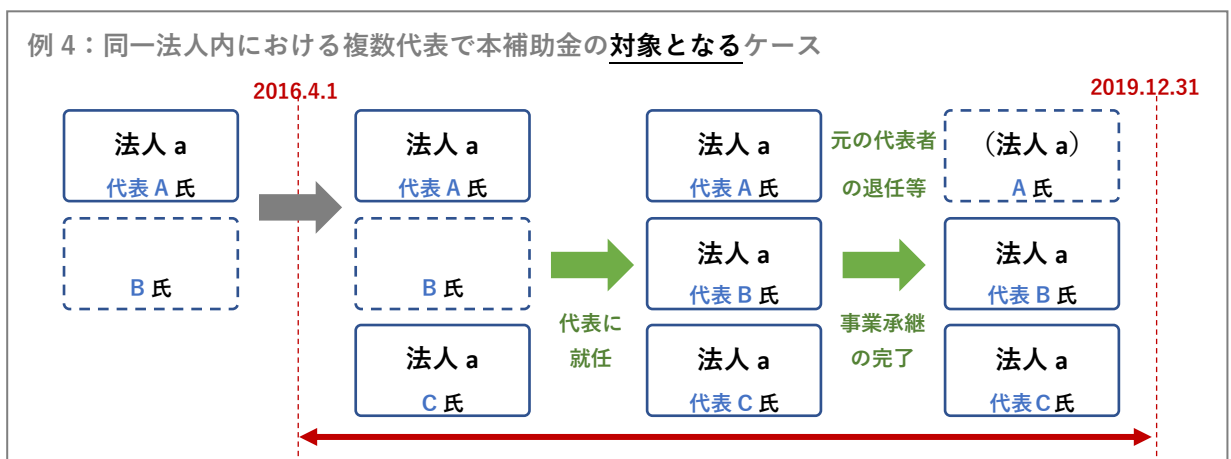 例 4：同一法人内における複数代表で本補助金の対象となるケース
2016.4.1
2019.12.31
法人 a
代表 A 氏
B 氏
法人 a
代表 A 氏
B 氏
法人 a
C 氏
代表に
就任
法人 a
代表 A 氏
法人 a
代表 B 氏
法人 a
代表 C 氏
元の代表者
の退任等
事業承継
の完了
（法人 a）
A 氏
法人 a
代表 B 氏
法人 a
代表 C 氏